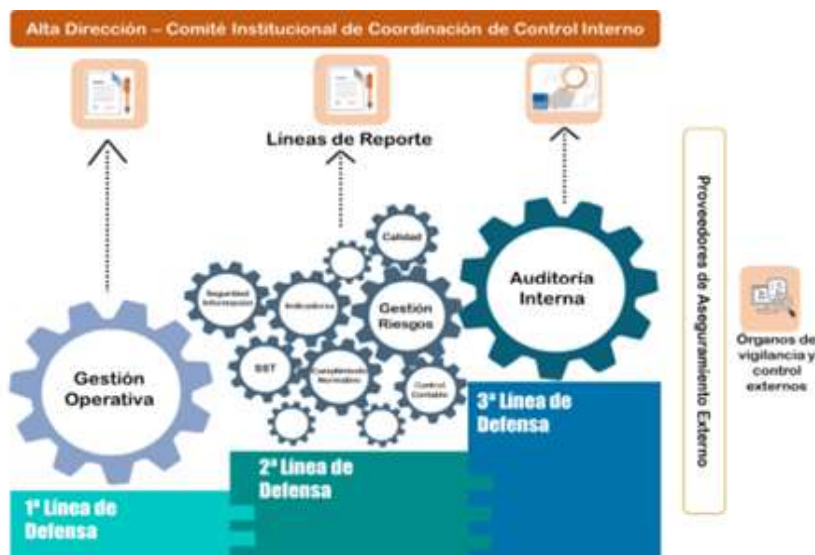 Alta Dirección – Comité Institucional de Coordinación de Control Interno
Líneas de Reporte
Calidad
Seguridad
Información
Indicadores
Gestión
Riesgos
Auditoría
Interna
Gestión
Operativa
SST
Cumplimiento
Normativo
Control
Contable
1ª Línea de
Defensa
2ª Línea de
Defensa
3ª Línea de
Defensa
Proveedores de Aseguramiento Externo
Órganos de
vigilancia y
control
externos